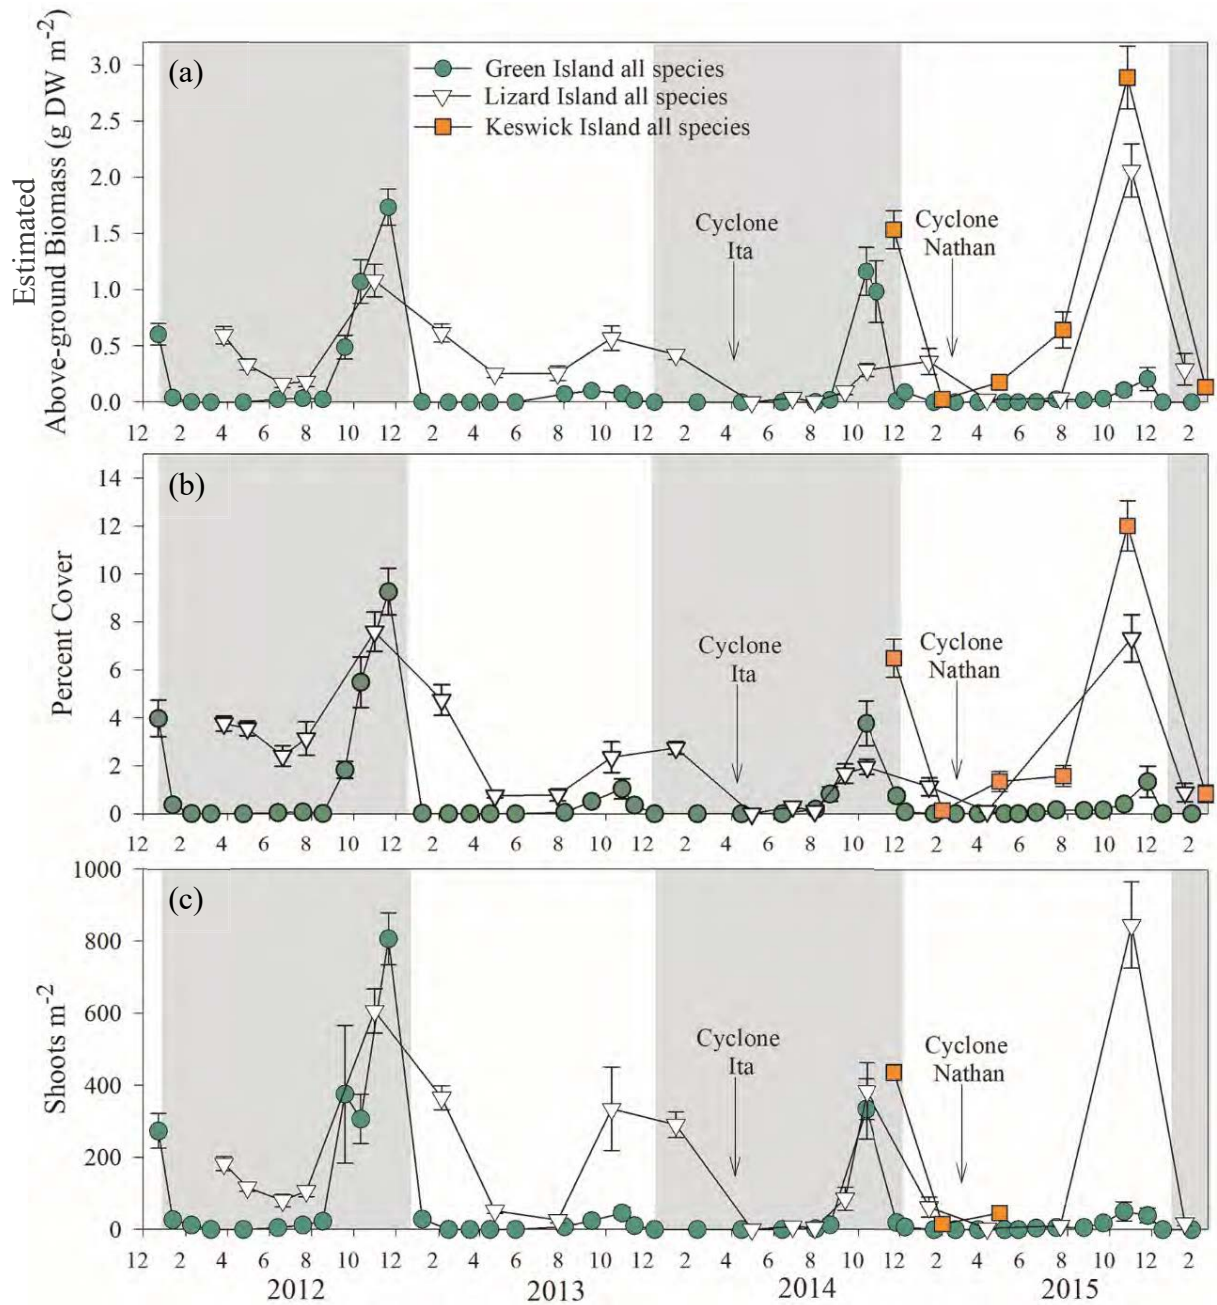 (a)
Green Island all species
Lizard Island all species
Keswick Island all species
Estimated
Above-ground Biomass (g DW m-2)
3.0
2.5
2.0
1.5
1.0
0.5
0.0
Cyclone
Ita
Cyclone
Nathan
12 2 4 6 8 10 12 2 4 6 8 10 12 2 4 6 8 10 12 2 4 6 8 10 12 2
(b)
Percent Cover
14
12
10
8
6
4
2
0
Cyclone
Ita
Cyclone
Nathan
12 2 4 6 8 10 12 2 4 6 8 10 12 2 4 6 8 10 12 2 4 6 8 10 12 2
(c)
Shoots m-2
1000
800
600
400
200
0
Cyclone
Ita
Cyclone
Nathan
12 2 4 6 8 10 12 2 4 6 8 10 12 2 4 6 8 10 12 2 4 6 8 10 12 2
2012 2013 2014 2015